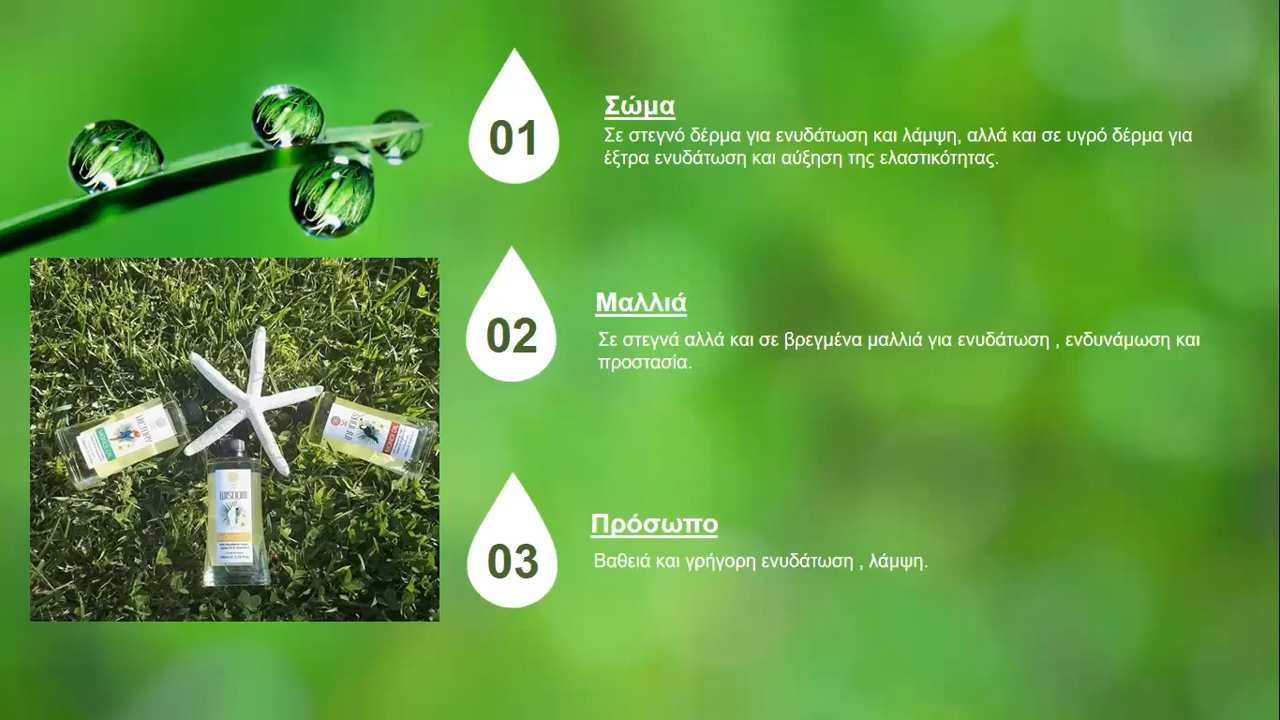 01
Σώμα
Σε στεγνό δέρμα για ενυδάτωση και λάμψη, αλλά και σε υγρό δέρμα για
έξτρα ενυδάτωση και αύξηση της ελαστικότητας.
02
Μαλλιά
Σε στεγνά αλλά και σε βρεγμένα μαλλιά για ενυδάτωση , ενδυνάμωση και
προστασία.
03
Πρόσωπο
Βαθειά και γρήγορη ενυδάτωση , λάμψη.
VICTORY
WISDOM